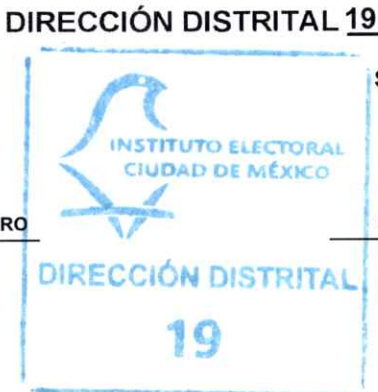 DIRECCIÓN DISTRITAL 19
S
INSTITUTO ELECTORAL
CIUDAD DE MÉXICO
RO
DIRECCIÓN DISTRITAL
19